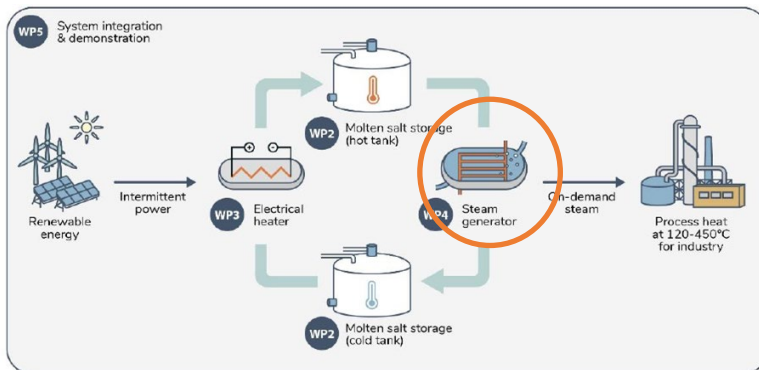 WP5 System integration
& demonstration
WP2 Molten salt storage
(hot tank)
Renewable
energy
Intermittent
power
WP3 Electrical
heater
WP4 Steam
generator
On-demand
steam
Process heat
at 120-450°C
for industry
WP2 Molten salt storage
(cold tank)